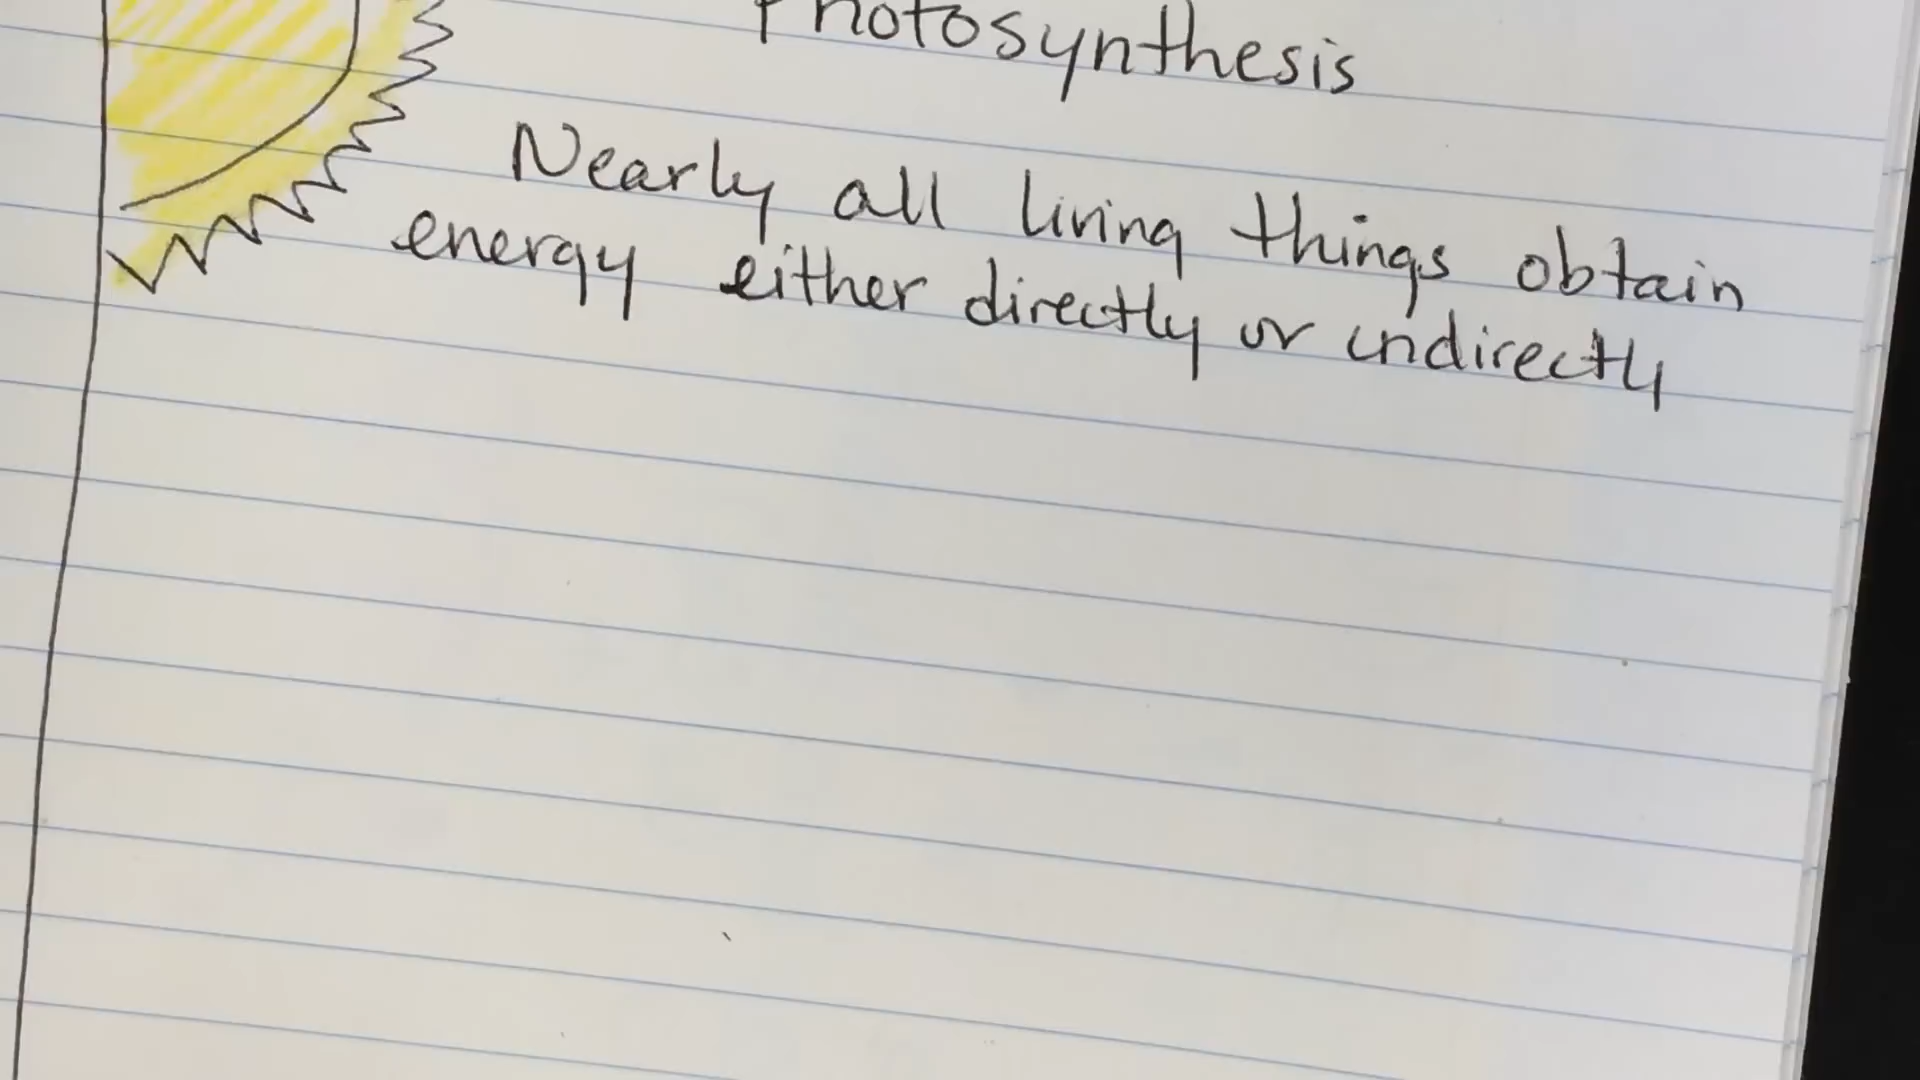 Photosynthesis
Nearly all living things obtain
energy either directly or indirectly